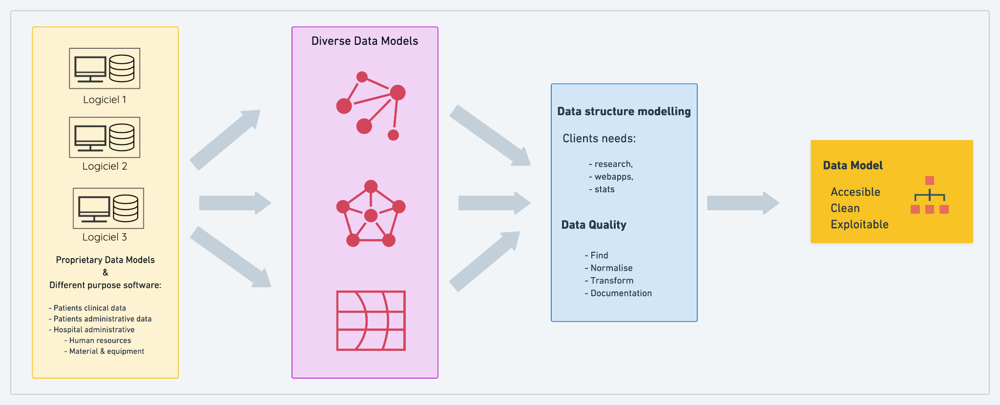 Logiciel 1
Logiciel 2
Logiciel 3
Proprietary Data Models
&
Different purpose software:
- Patients clinical data
- Patients administrative data
- Hospital administrative
- Human resources
- Material & equipment
Diverse Data Models
Data structure modelling
Clients needs:
- research,
- webapps,
- stats
Data Quality
- Find
- Normalise
- Transform
- Documentation
Data Model
Accesible
Clean
Exploitable